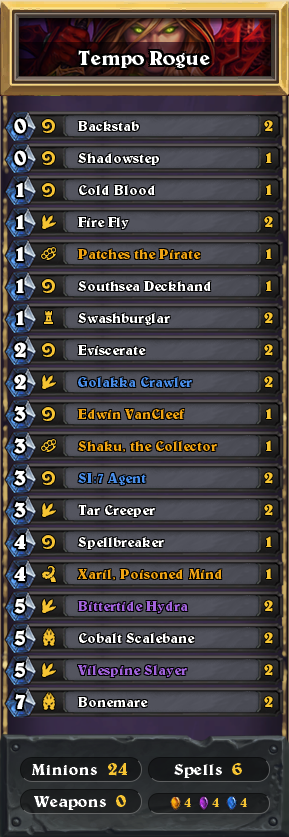 Tempo Rogue
0 Backstab 2
0 Shadowstep 1
1 Cold Blood 1
1 Fire Fly 2
1 Patches the Pirate 1
1 Southsea Deckhand 1
1 Swashburglar 2
2 Eviscerate 2
2 Golakka Crawler 2
3 Edwin VanCleef 1
3 Shaku, the Collector 1
3 SI:7 Agent 2
3 Tar Creeper 2
4 Spellbreaker 1
4 Xaril, Poisoned Mind 1
5 Bittertide Hydra 2
5 Cobalt Scalebane 2
5 Vilespine Slayer 2
7 Bonemare 2
Minions 24 Spells 6
Weapons 0 4 4 4